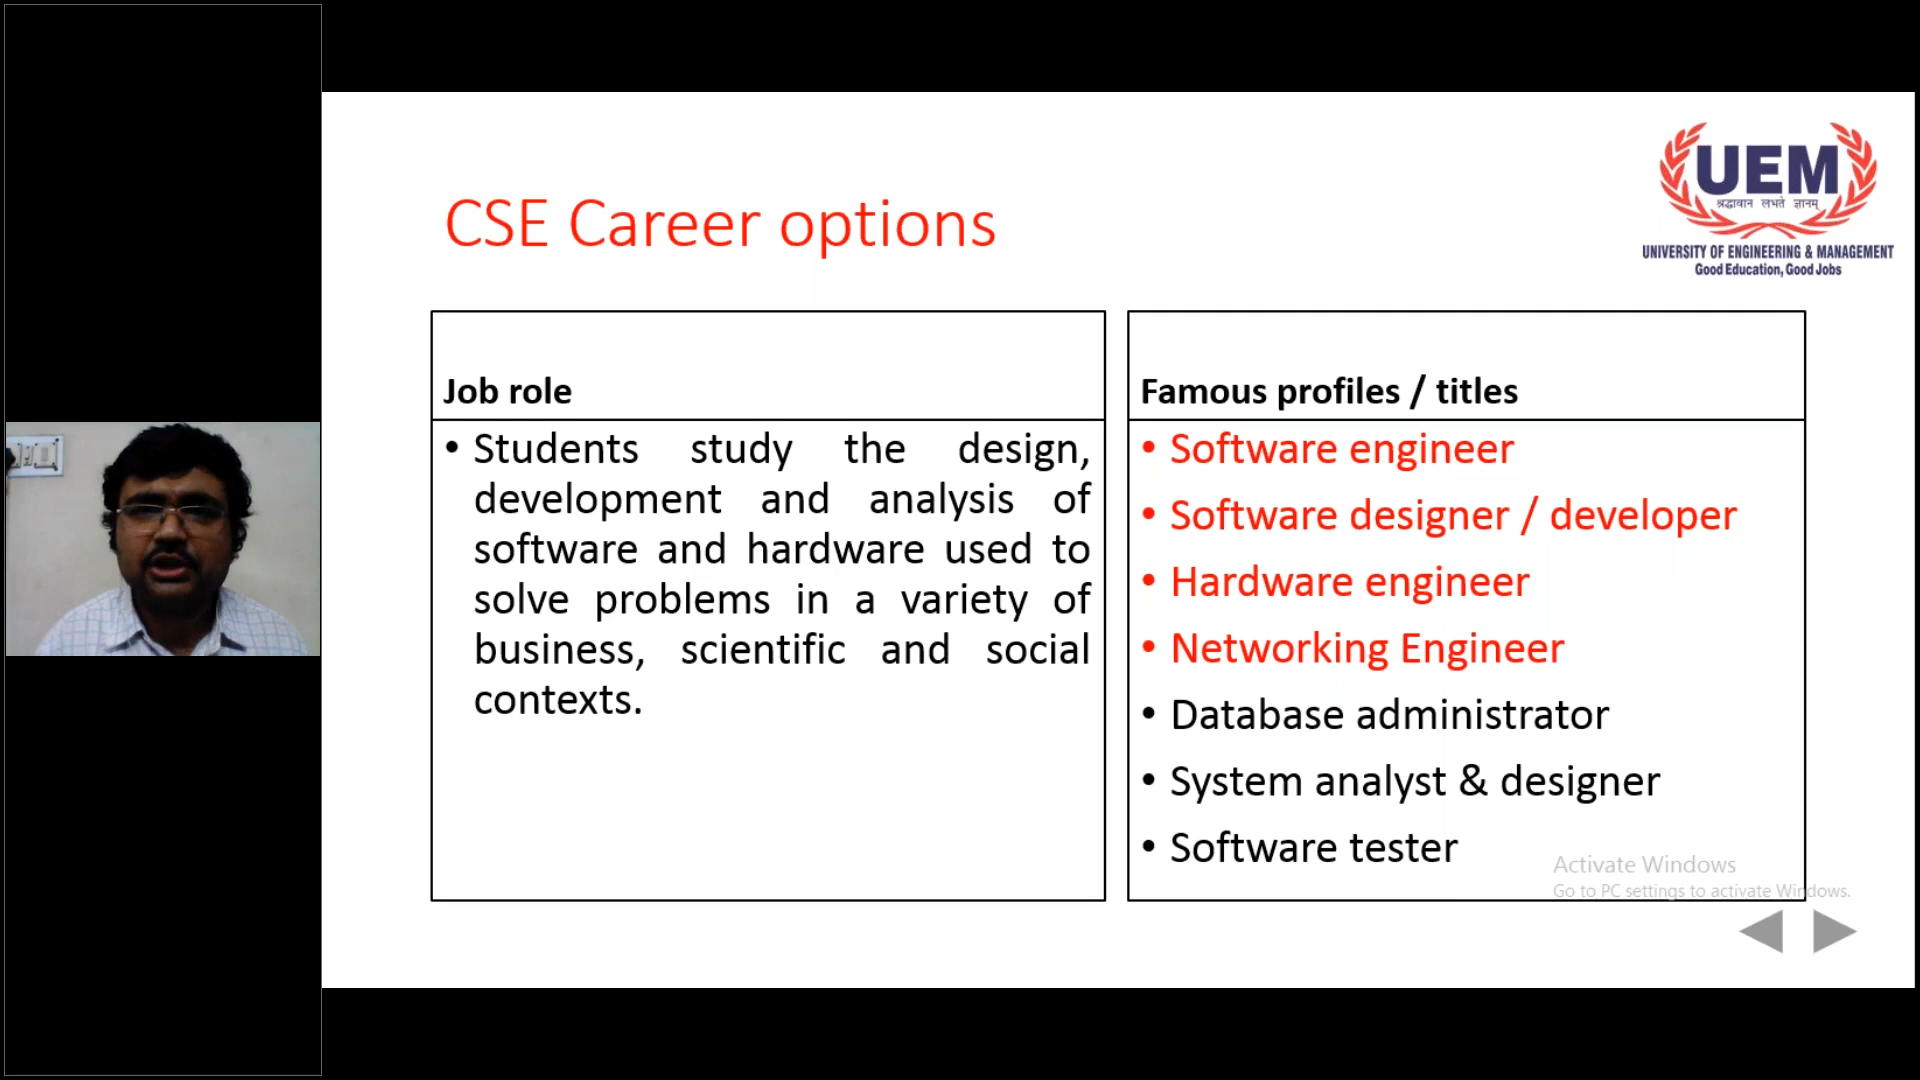 UEM
श्रद्धावान लभते ज्ञानम्
UNIVERSITY OF ENGINEERING & MANAGEMENT
Good Education, Good Jobs
CSE Career options
Job role
• Students study the design,
development and analysis of
software and hardware used to
solve problems in a variety of
business, scientific and social
contexts.
Famous profiles / titles
• Software engineer
• Software designer / developer
• Hardware engineer
• Networking Engineer
• Database administrator
• System analyst & designer
• Software tester
Activate Windows
Go to PC settings to activate Windows.